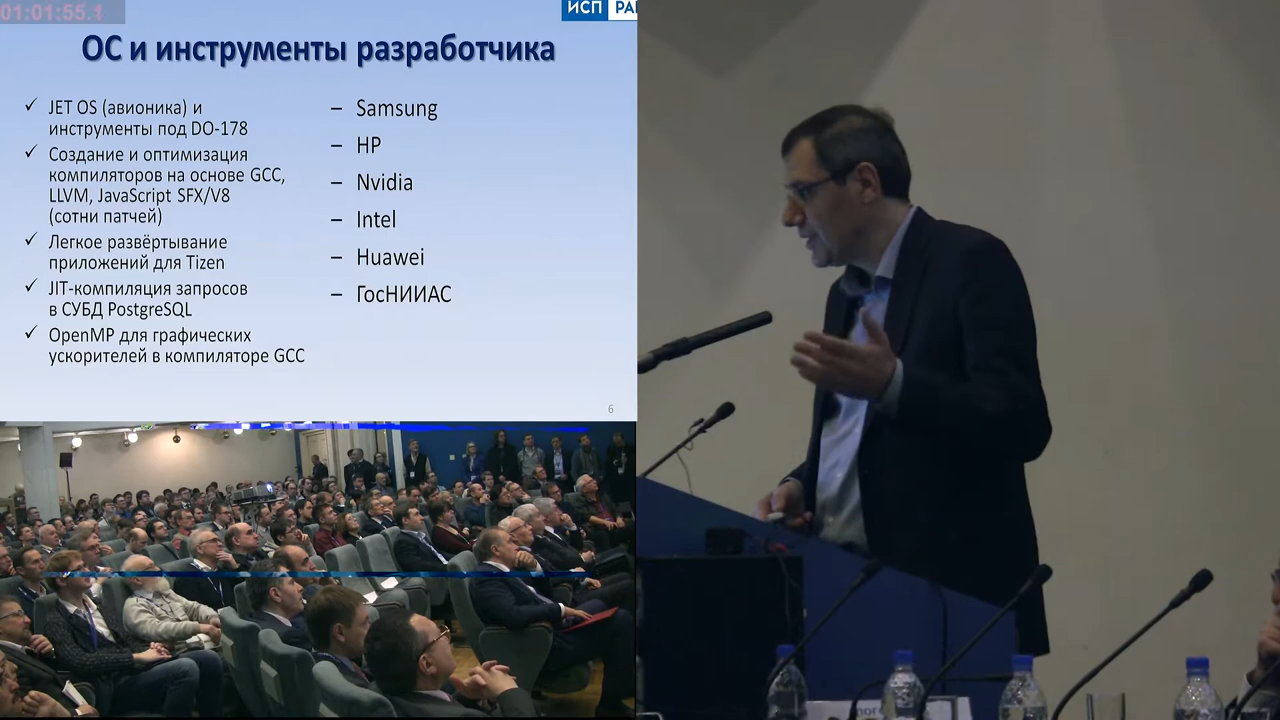 01:01:55.1
ИСП РАН
ОС и инструменты разработчика
✓ JET OS (авионика) и
инструменты под DO-178
✓ Создание и оптимизация
компиляторов на основе GCC,
LLVM, JavaScript SFX/V8
(сотни патчей)
✓ Легкое развёртывание
приложений для Tizen
✓ JIT-компиляция запросов
в СУБД PostgreSQL
✓ OpenMP для графических
ускорителей в компиляторе GCC
– Samsung
– HP
– Nvidia
– Intel
– Huawei
– ГосНИИАС
6